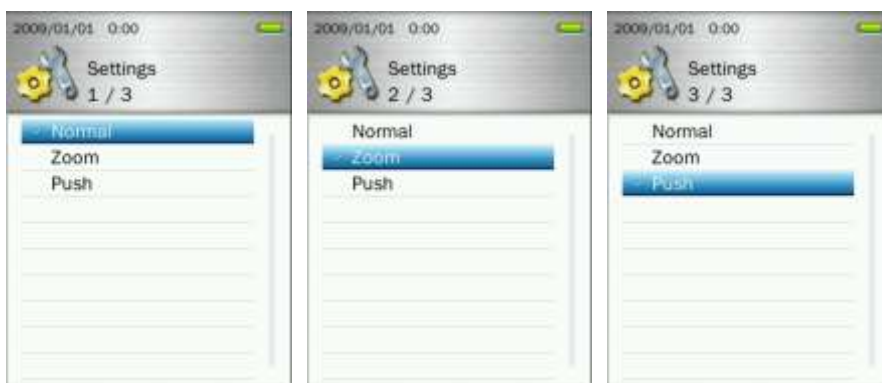 2009/01/01 0:00
Settings
1 / 3
Normal
Zoom
Push
2009/01/01 0:00
Settings
2 / 3
Normal
Zoom
Push
2009/01/01 0:00
Settings
3 / 3
Normal
Zoom
Push